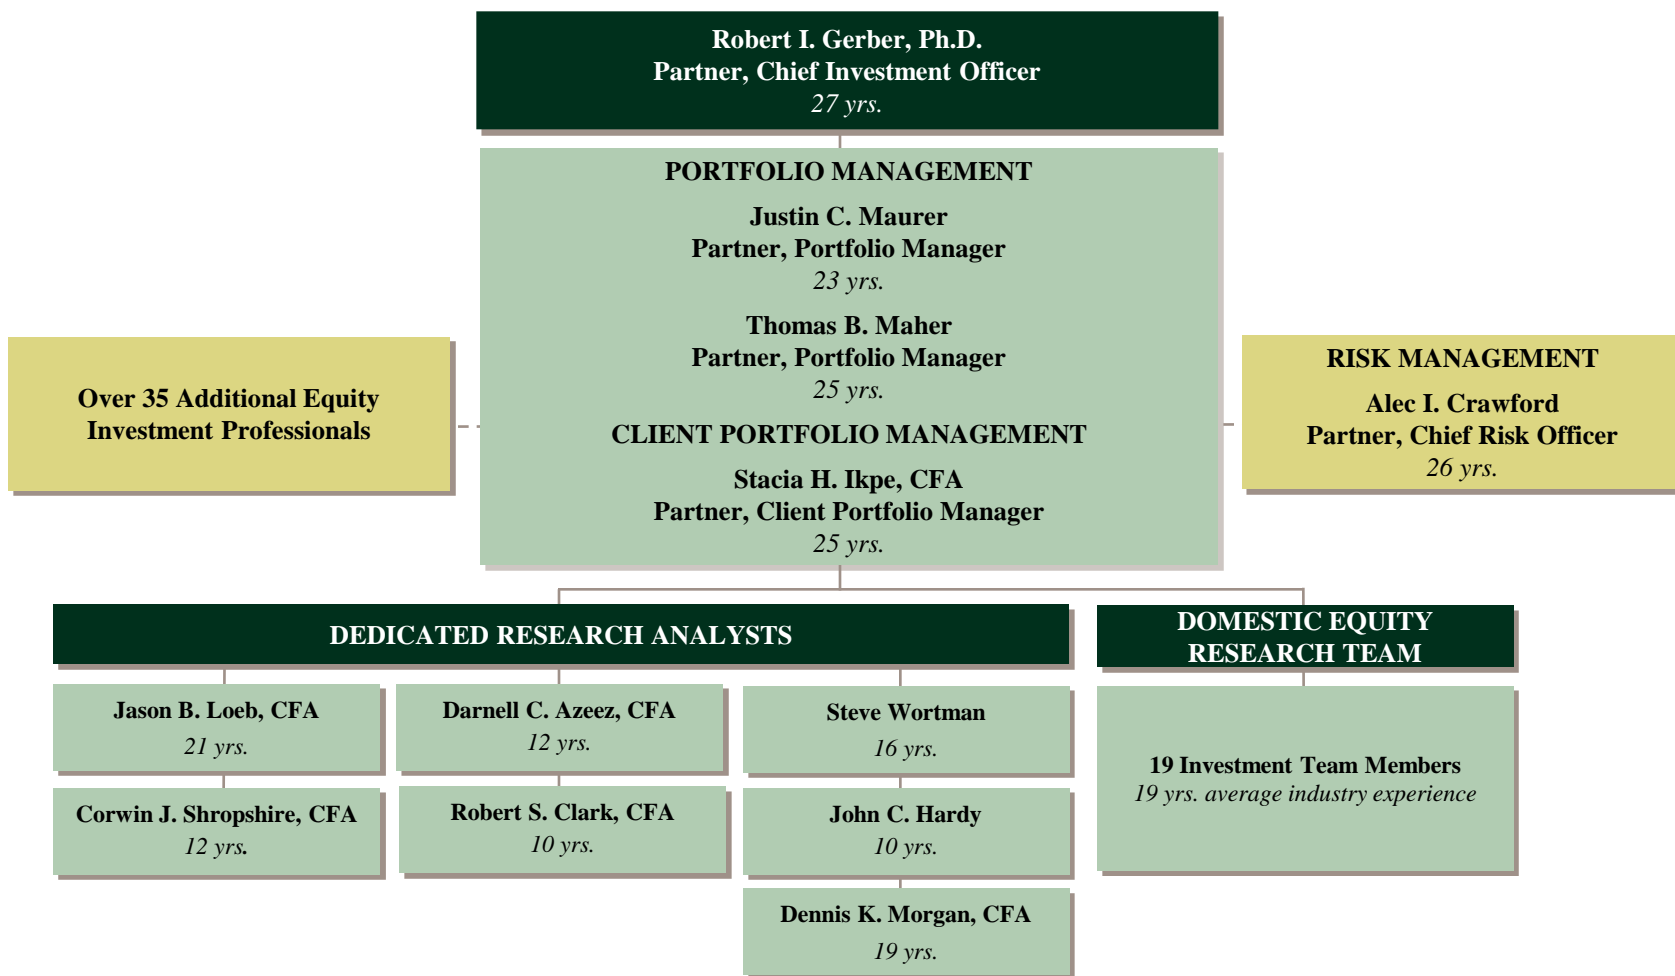 Robert I. Gerber, Ph.D.
Partner, Chief Investment Officer
27 yrs.
PORTFOLIO MANAGEMENT
Justin C. Maurer
Partner, Portfolio Manager
23 yrs.
Thomas B. Maher
Partner, Portfolio Manager
25 yrs.
CLIENT PORTFOLIO MANAGEMENT
Stacia H. Ikpe, CFA
Partner, Client Portfolio Manager
25 yrs.
Over 35 Additional Equity
Investment Professionals
RISK MANAGEMENT
Alec I. Crawford
Partner, Chief Risk Officer
26 yrs.
DEDICATED RESEARCH ANALYSTS
Jason B. Loeb, CFA
21 yrs.
Corwin J. Shropshire, CFA
12 yrs.
Darnell C. Azeez, CFA
12 yrs.
Robert S. Clark, CFA
10 yrs.
Steve Wortman
16 yrs.
John C. Hardy
10 yrs.
Dennis K. Morgan, CFA
19 yrs.
DOMESTIC EQUITY
RESEARCH TEAM
19 Investment Team Members
19 yrs. average industry experience